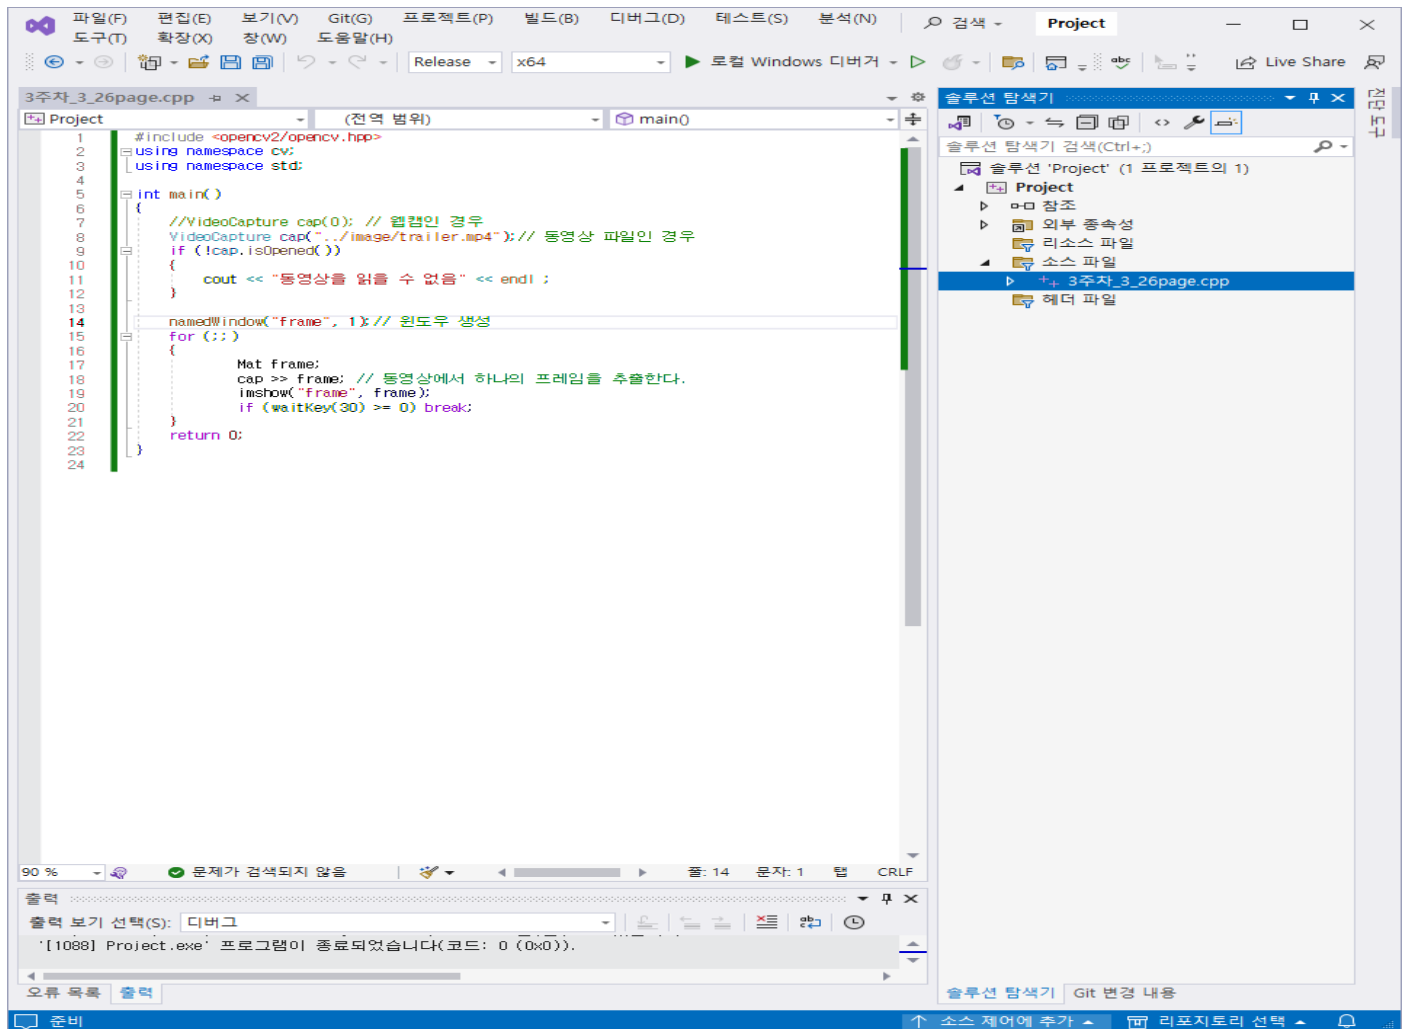 파일(F) 편집(E) 보기(V) Git(G) 프로젝트(P) 빌드(B) 디버그(D) 테스트(S) 분석(N) 검색 Project
도구(T) 확장(X) 창(W) 도움말(H)
Release x64 로컬 Windows 디버거 Live Share
3주차_3_26page.cpp
Project (전역 범위) main()
1 #include <opencv2/opencv.hpp>
2 using namespace cv;
3 using namespace std;
4
5 int main()
6 {
7 //VideoCapture cap(0); // 웹캠인 경우
8 VideoCapture cap("../image/trailer.mp4");// 동영상 파일인 경우
9 if (!cap.isOpened())
10 {
11 cout << "동영상을 읽을 수 없음" << endl ;
12 }
13
14 namedWindow("frame", 1);// 윈도우 생성
15 for (;;)
16 {
17 Mat frame;
18 cap >> frame; // 동영상에서 하나의 프레임을 추출한다.
19 imshow("frame", frame);
20 if (waitKey(30) >= 0) break;
21 }
22 return 0;
23 }
24
90 % 문제가 검색되지 않음 줄: 14 문자: 1 탭 CRLF
출력
출력 보기 선택(S): 디버그
'[1088] Project.exe' 프로그램이 종료되었습니다(코드: 0 (0x0)).
오류 목록 출력
솔루션 탐색기
솔루션 탐색기 검색(Ctrl+;)
솔루션 'Project' (1 프로젝트의 1)
Project
참조
외부 종속성
리소스 파일
소스 파일
3주차_3_26page.cpp
헤더 파일
솔루션 탐색기 Git 변경 내용
진단 도구
준비 소스 제어에 추가 리포지토리 선택